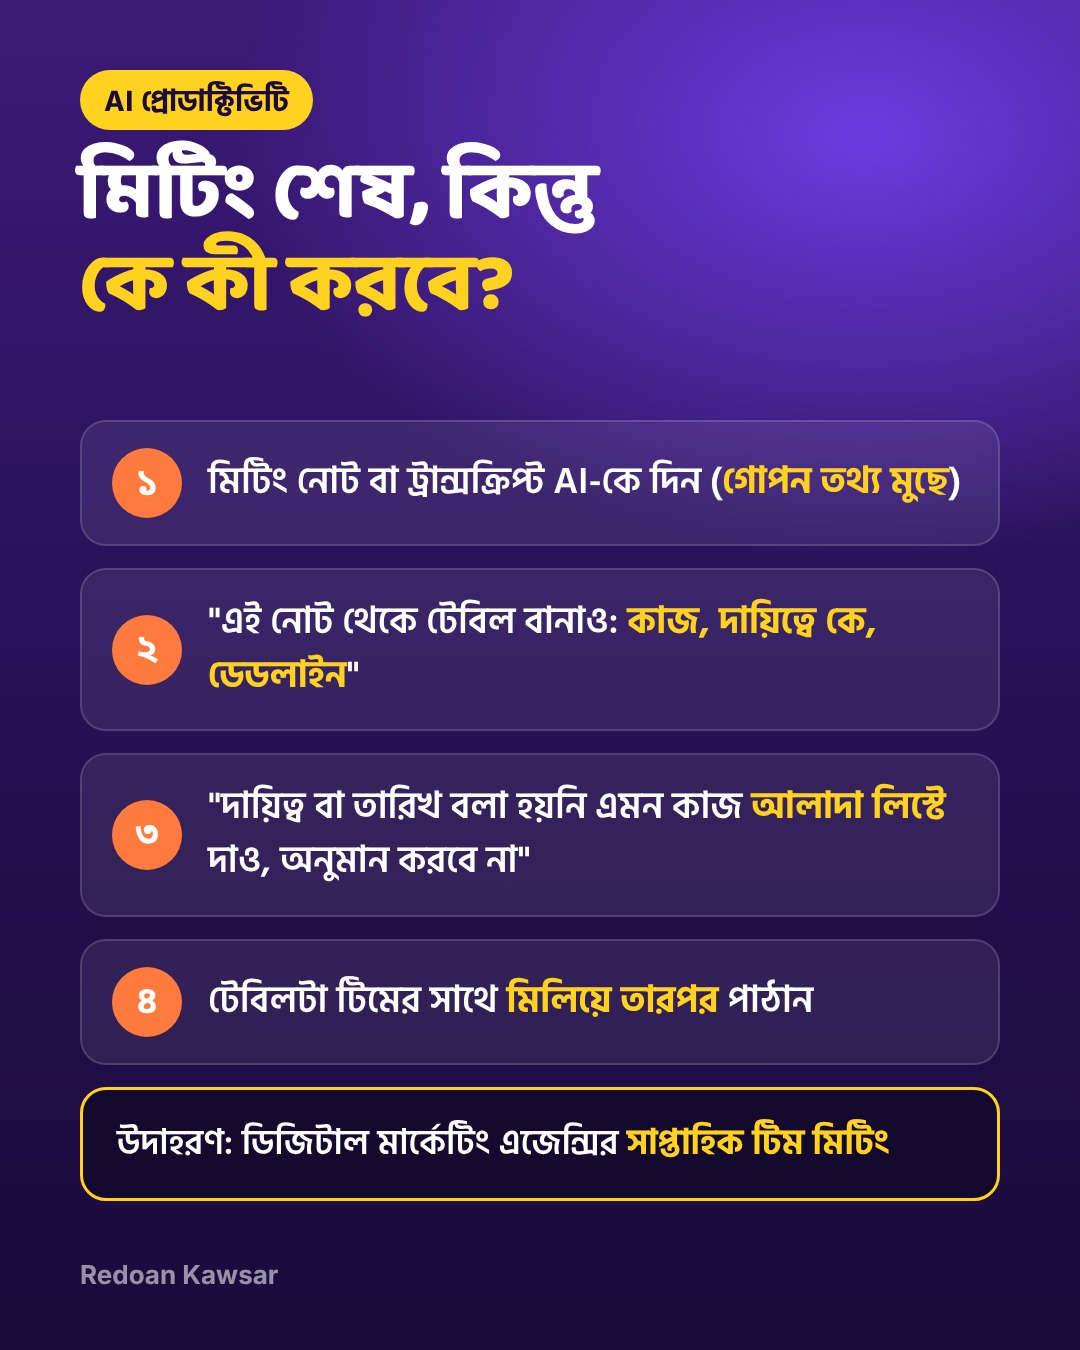 AI প্রোডাক্টিভিটি
মিটিং শেষ, কিন্তু
কে কী করবে?
১ মিটিং নোট বা ট্রান্সক্রিপ্ট AI-কে দিন (গোপন তথ্য মুছে)
২ "এই নোট থেকে টেবিল বানাও: কাজ, দায়িত্বে কে,
ডেডলাইন"
৩ "দায়িত্ব বা তারিখ বলা হয়নি এমন কাজ আলাদা লিস্টে
দাও, অনুমান করবে না"
৪ টেবিলটা টিমের সাথে মিলিয়ে তারপর পাঠান
উদাহরণ: ডিজিটাল মার্কেটিং এজেন্সির সাপ্তাহিক টিম মিটিং
Redoan Kawsar